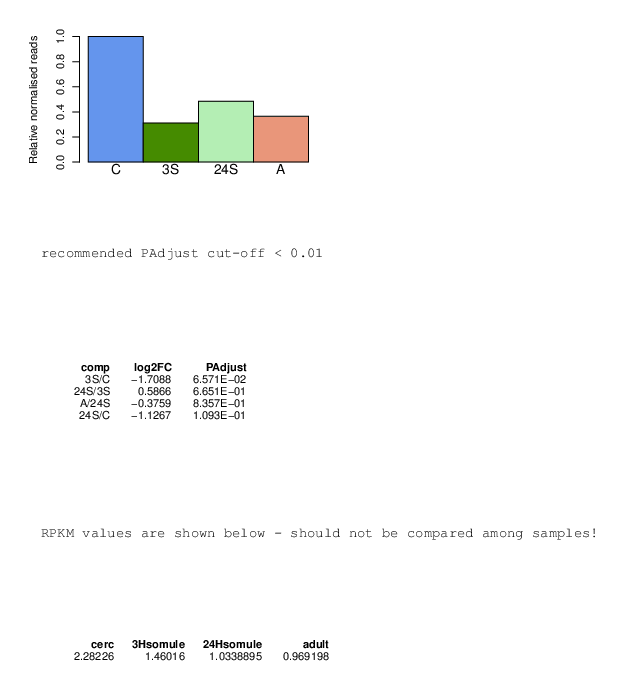 Relative normalised reads
1.0
0.8
0.6
0.4
0.2
0.0
C 3S 24S A
recommended PAdjust cut-off < 0.01
comp log2FC PAdjust
3S/C −1.7088 6.571E−02
24S/3S 0.5866 6.651E−01
A/24S −0.3759 8.357E−01
24S/C −1.1267 1.093E−01
RPKM values are shown below - should not be compared among samples!
cerc 3Hsomule 24Hsomule adult
2.28226 1.46016 1.0338895 0.969198